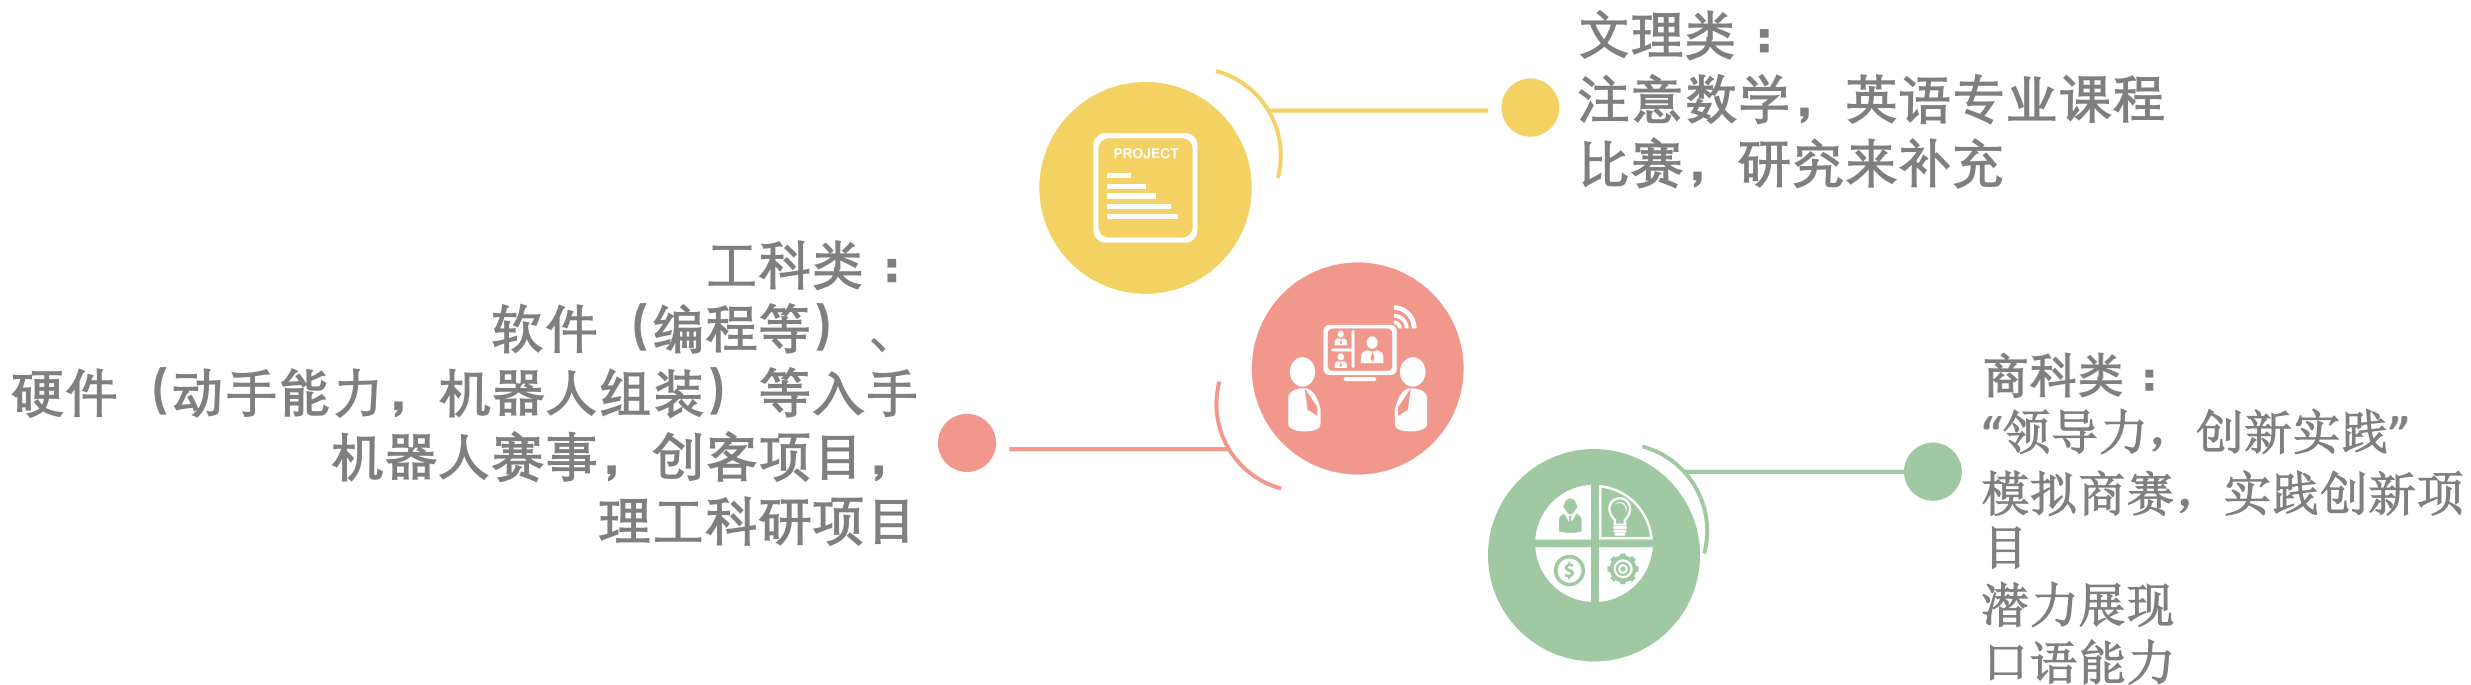 文理类：
注意数学，英语专业课程
比赛，研究来补充
PROJECT
工科类：
软件（编程等）、
硬件（动手能力，机器人组装）等入手
机器人赛事，创客项目，
理工科研项目
商科类：
“领导力，创新实践”
模拟商赛，实践创新项
目
潜力展现
口语能力
$